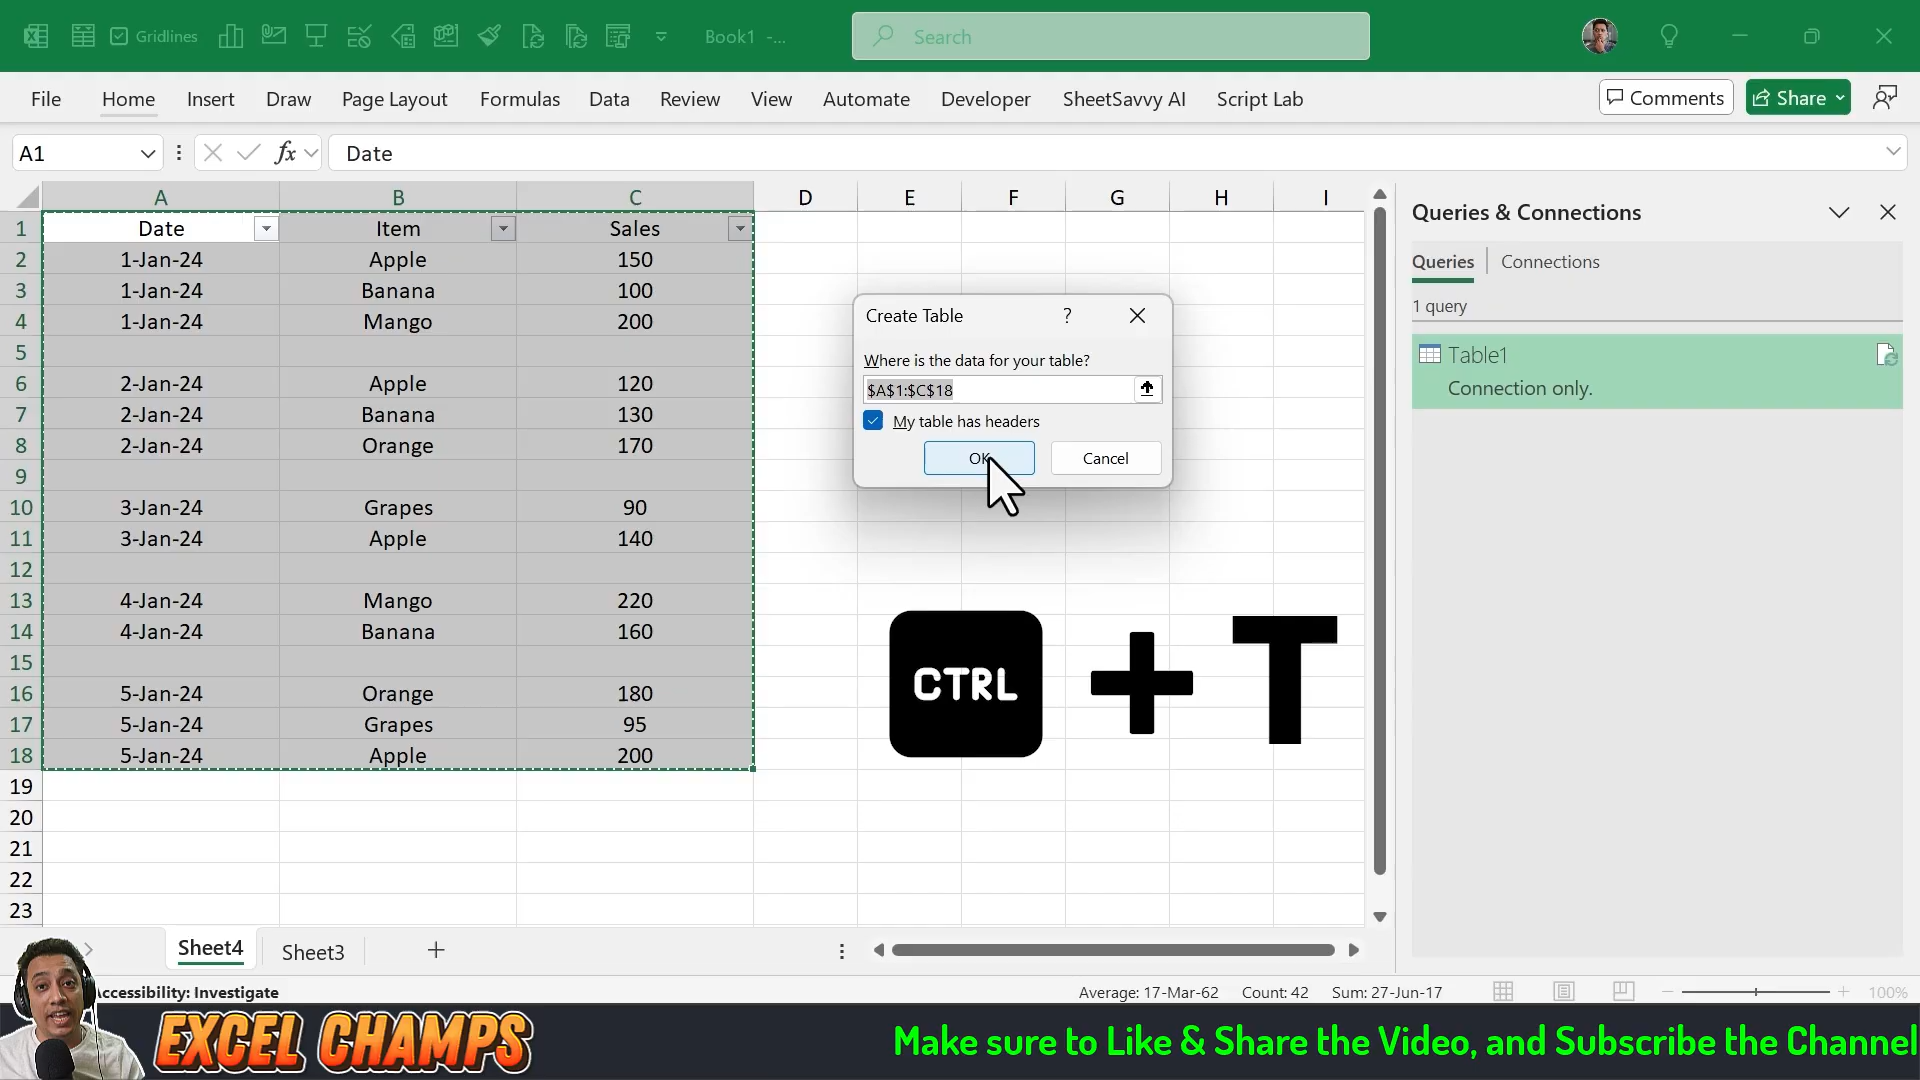 Gridlines
Book1 -...
Search
File Home Insert Draw Page Layout Formulas Data Review View Automate Developer SheetSavvy AI Script Lab
Comments
Share
A1
fx
Date
A B C D E F G H I
1 Date Item Sales
2 1-Jan-24 Apple 150
3 1-Jan-24 Banana 100
4 1-Jan-24 Mango 200
5
6 2-Jan-24 Apple 120
7 2-Jan-24 Banana 130
8 2-Jan-24 Orange 170
9
10 3-Jan-24 Grapes 90
11 3-Jan-24 Apple 140
12
13 4-Jan-24 Mango 220
14 4-Jan-24 Banana 160
15
16 5-Jan-24 Orange 180
17 5-Jan-24 Grapes 95
18 5-Jan-24 Apple 200
19
20
21
22
23
Create Table ?
Where is the data for your table?
$A$1:$C$18
My table has headers
OK
Cancel
CTRL + T
Queries & Connections
Queries
Connections
1 query
Table1
Connection only.
Sheet4
Sheet3
Accessibility: Investigate
Average: 17-Mar-62 Count: 42 Sum: 27-Jun-17
100%
EXCEL CHAMPS
Make sure to Like & Share the Video, and Subscribe the Channel